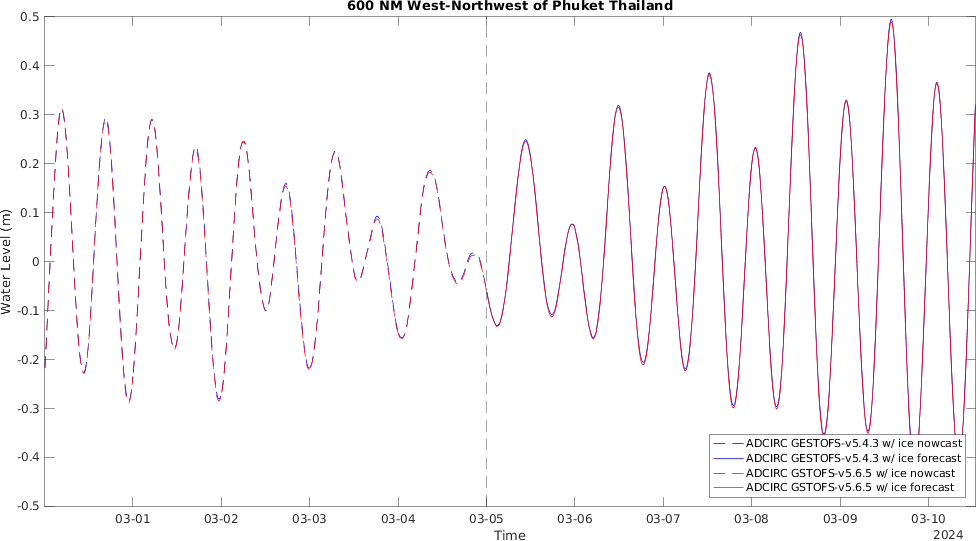 600 NM West-Northwest of Phuket Thailand
0.5
0.4
0.3
0.2
0.1
0
-0.1
-0.2
-0.3
-0.4
-0.5
Water Level (m)
ADCIRC GESTOFS-v5.4.3 w/ ice nowcast
ADCIRC GESTOFS-v5.4.3 w/ ice forecast
ADCIRC GSTOFS-v5.6.5 w/ ice nowcast
ADCIRC GSTOFS-v5.6.5 w/ ice forecast
03-01 03-02 03-03 03-04 03-05 03-06 03-07 03-08 03-09 03-10
Time
2024